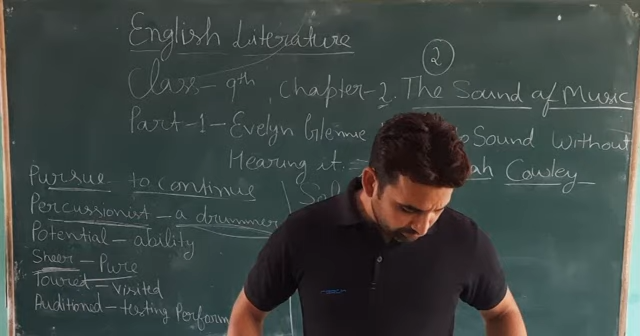 English Literature
2
Class - 9th, Chapter-2. The Sound of Music
Part-1 - Evelyn Glennie Sound Without
Hearing it Cowley
Pursue to continue
Percussionist - a drummer
Potential - ability
Sheer - Pure
Toured - visited
Auditioned - testing Perform